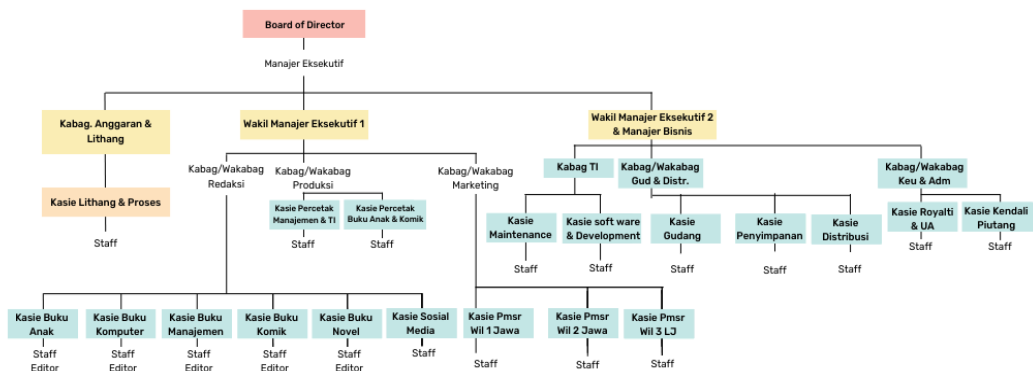 Board of Director
Manajer Eksekutif
Kabag. Anggaran &
Lithang
Wakil Manajer Eksekutif 1
Wakil Manajer Eksekutif 2
& Manajer Bisnis
Kasie Lithang & Proses
Staff
Kabag/Wakabag
Redaksi
Kabag/Wakabag
Produksi
Kabag/Wakabag
Marketing
Kasie Percetak
Manajemen & TI
Staff
Kasie Percetak
Buku Anak & Komik
Staff
Kabag TI
Kabag/Wakabag
Gud & Distr.
Kabag/Wakabag
Keu & Adm
Kasie
Maintenance
Staff
Kasie soft ware
& Development
Staff
Kasie
Gudang
Staff
Kasie
Penyimpanan
Staff
Kasie
Distribusi
Staff
Kasie Royalti
& UA
Staff
Kasie Kendali
Piutang
Staff
Kasie Buku
Anak
Staff
Editor
Kasie Buku
Komputer
Staff
Editor
Kasie Buku
Manajemen
Staff
Editor
Kasie Buku
Komik
Staff
Editor
Kasie Buku
Novel
Staff
Editor
Kasie Sosial
Media
Staff
Kasie Pmsr
Wil 1 Jawa
Staff
Kasie Pmsr
Wil 2 Jawa
Staff
Kasie Pmsr
Wil 3 LJ
Staff